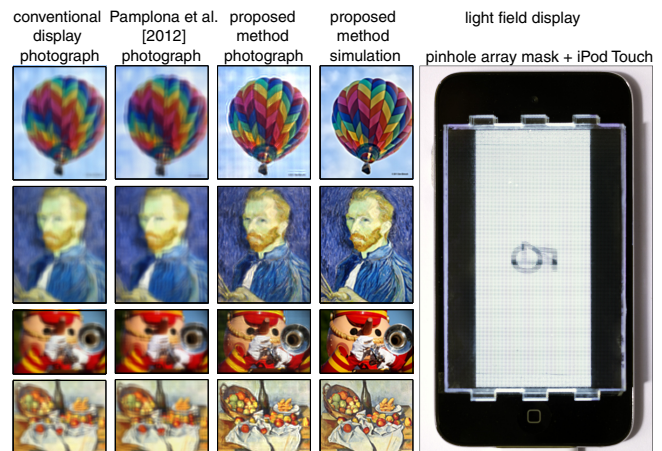 conventional
display
photograph
Pamplona et al.
[2012]
photograph
proposed
method
photograph
proposed
method
simulation
light field display
pinhole array mask + iPod Touch